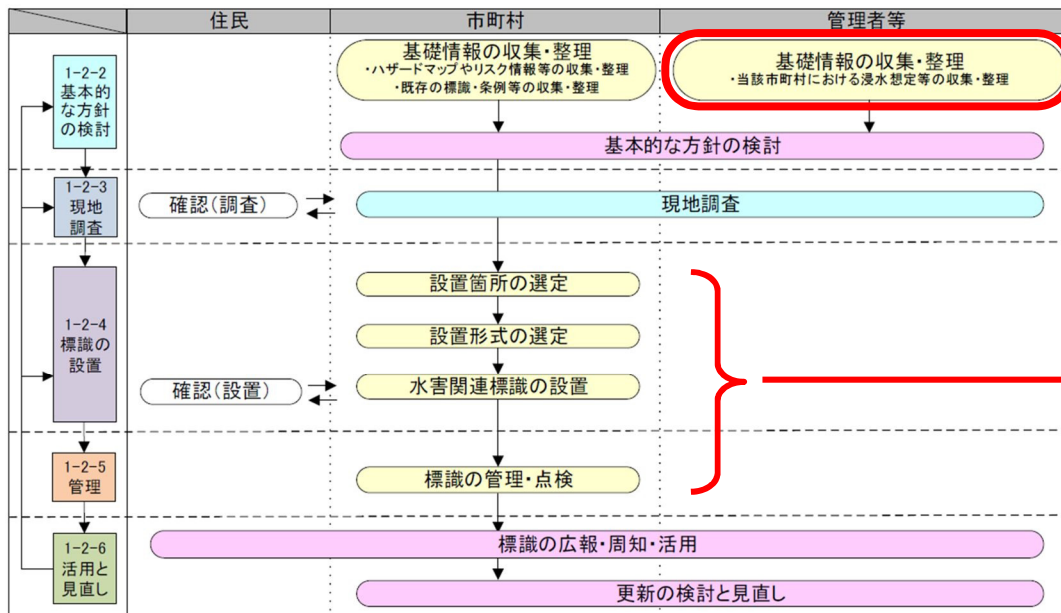 住民
市町村
管理者等
1-2-2
基本的
な方針
の検討
基礎情報の収集・整理
・ハザードマップやリスク情報等の収集・整理
・既存の標識・条例等の収集・整理
基礎情報の収集・整理
・当該市町村における浸水想定等の収集・整理
基本的な方針の検討
1-2-3
現地
調査
確認(調査)
現地調査
1-2-4
標識の
設置
設置箇所の選定
設置形式の選定
確認(設置)
水害関連標識の設置
1-2-5
管理
標識の管理・点検
1-2-6
活用と
見直し
標識の広報・周知・活用
更新の検討と見直し